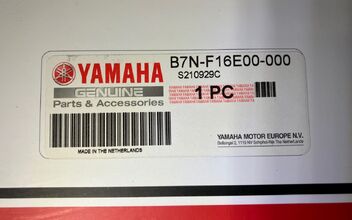 YAMAHA B7N-F16E00-000
GENUINE S210929C
Parts & Accessories
1 PC
YAMAHA MOTOR EUROPE N.V.
MADE IN THE NETHERLANDS